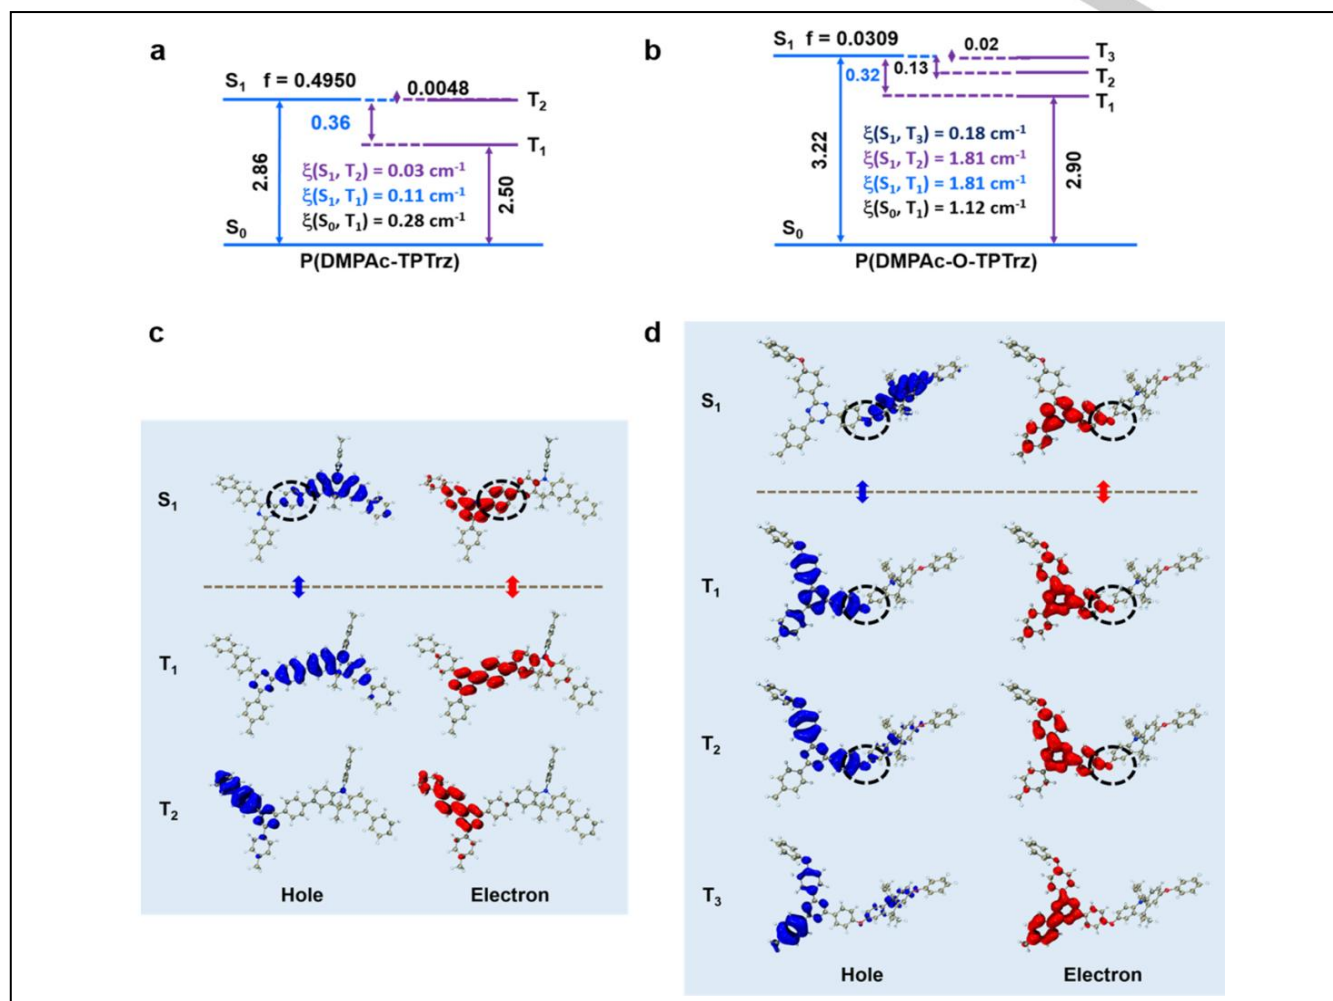 a
S₁ f = 0.4950
0.0048
T₂
0.36
T₁
2.86
ξ(S₁, T₂) = 0.03 cm⁻¹
ξ(S₁, T₁) = 0.11 cm⁻¹
ξ(S₀, T₁) = 0.28 cm⁻¹
2.50
S₀
P(DMPAc-TPTrz)
b
S₁ f = 0.0309
0.02
T₃
0.32
0.13
T₂
T₁
3.22
ξ(S₁, T₃) = 0.18 cm⁻¹
ξ(S₁, T₂) = 1.81 cm⁻¹
ξ(S₁, T₁) = 1.81 cm⁻¹
ξ(S₀, T₁) = 1.12 cm⁻¹
2.90
S₀
P(DMPAc-O-TPTrz)
c
S₁
T₁
T₂
Hole Electron
d
S₁
T₁
T₂
T₃
Hole Electron